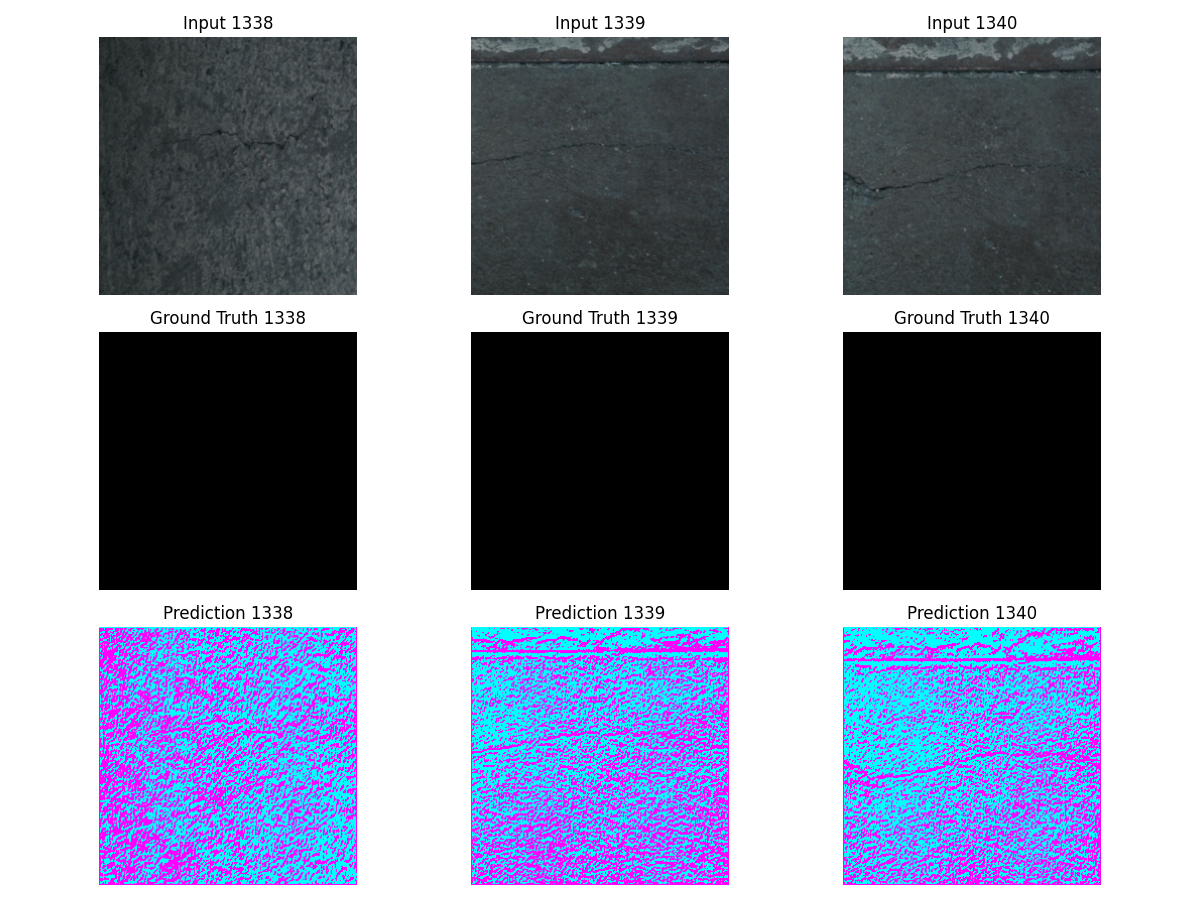 Input 1338
Input 1339
Input 1340
Ground Truth 1338
Ground Truth 1339
Ground Truth 1340
Prediction 1338
Prediction 1339
Prediction 1340